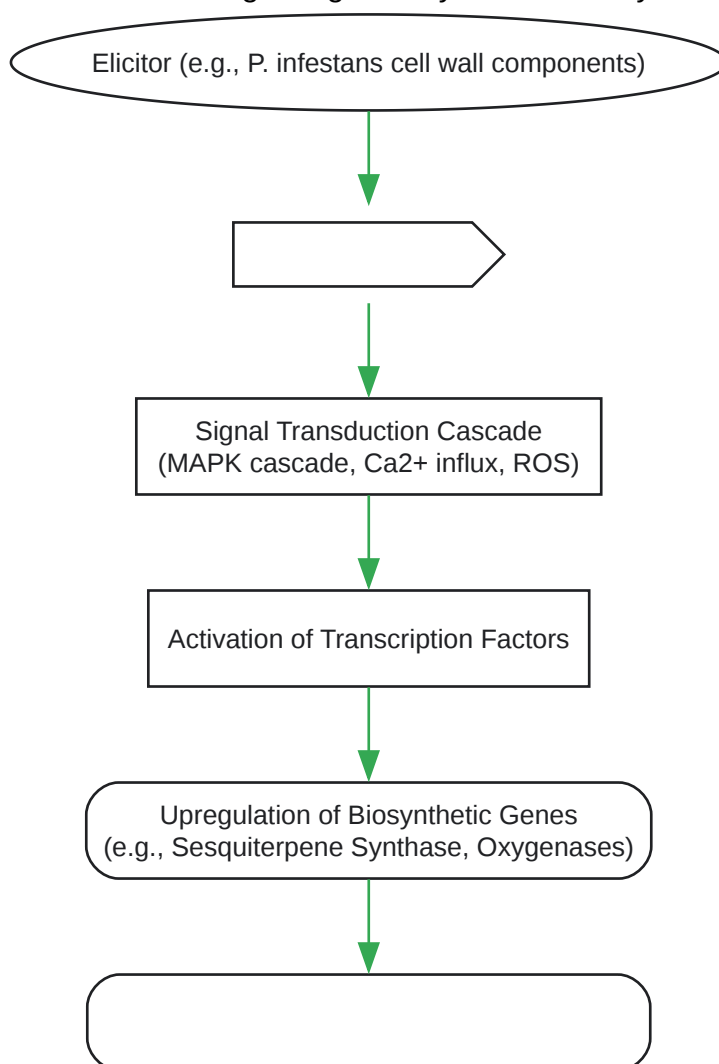 Elicitor (e.g., P. infestans cell wall components)
Signal Transduction Cascade
(MAPK cascade, Ca2+ influx, ROS)
Activation of Transcription Factors
Upregulation of Biosynthetic Genes
(e.g., Sesquiterpene Synthase, Oxygenases)